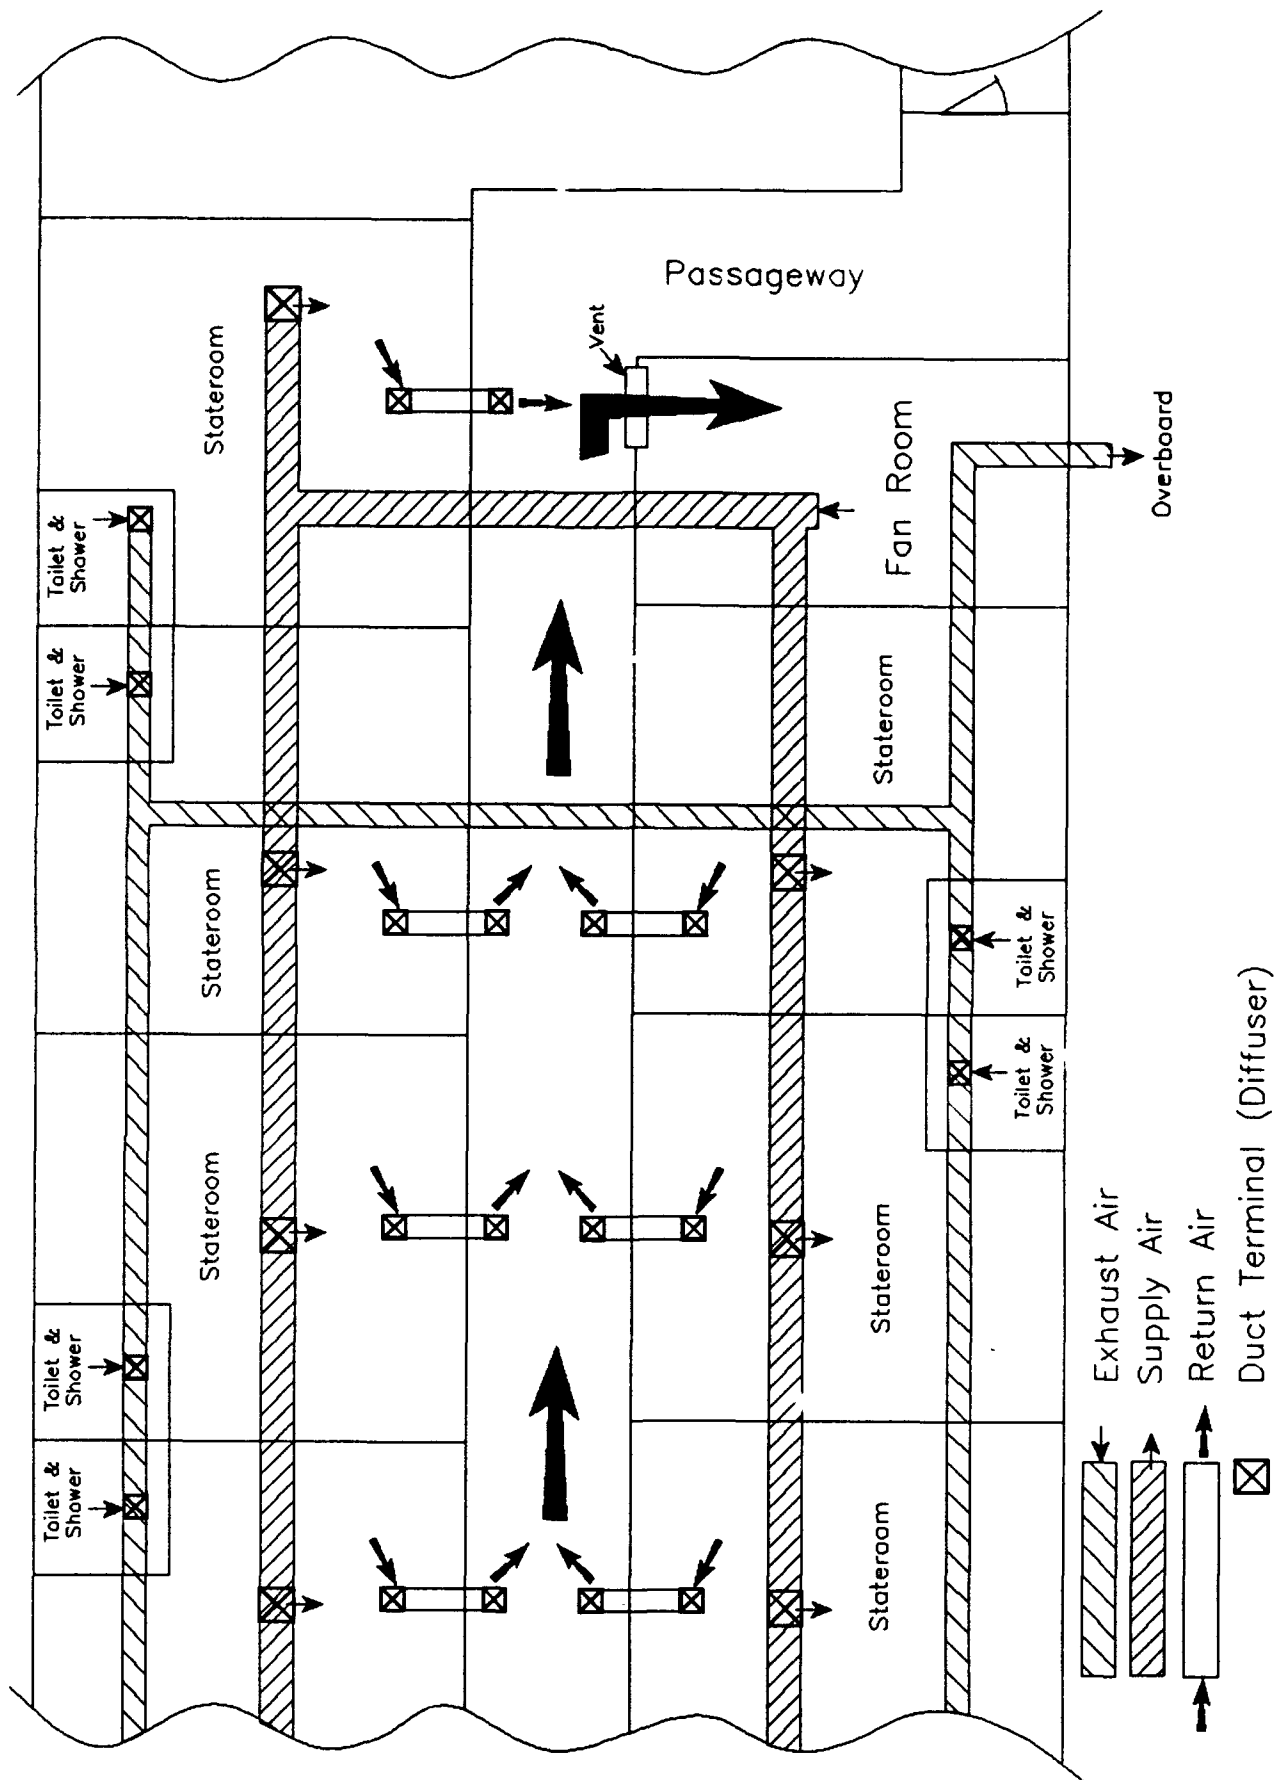 Passageway
Vent
Stateroom
Toilet &
Shower
Fan Room
Overboard
Toilet &
Shower
Stateroom
Stateroom
Toilet &
Shower
Stateroom
Toilet &
Shower
Stateroom
Toilet &
Shower
Toilet &
Shower
Stateroom
Exhaust Air
Supply Air
Return Air
Duct Terminal (Diffuser)